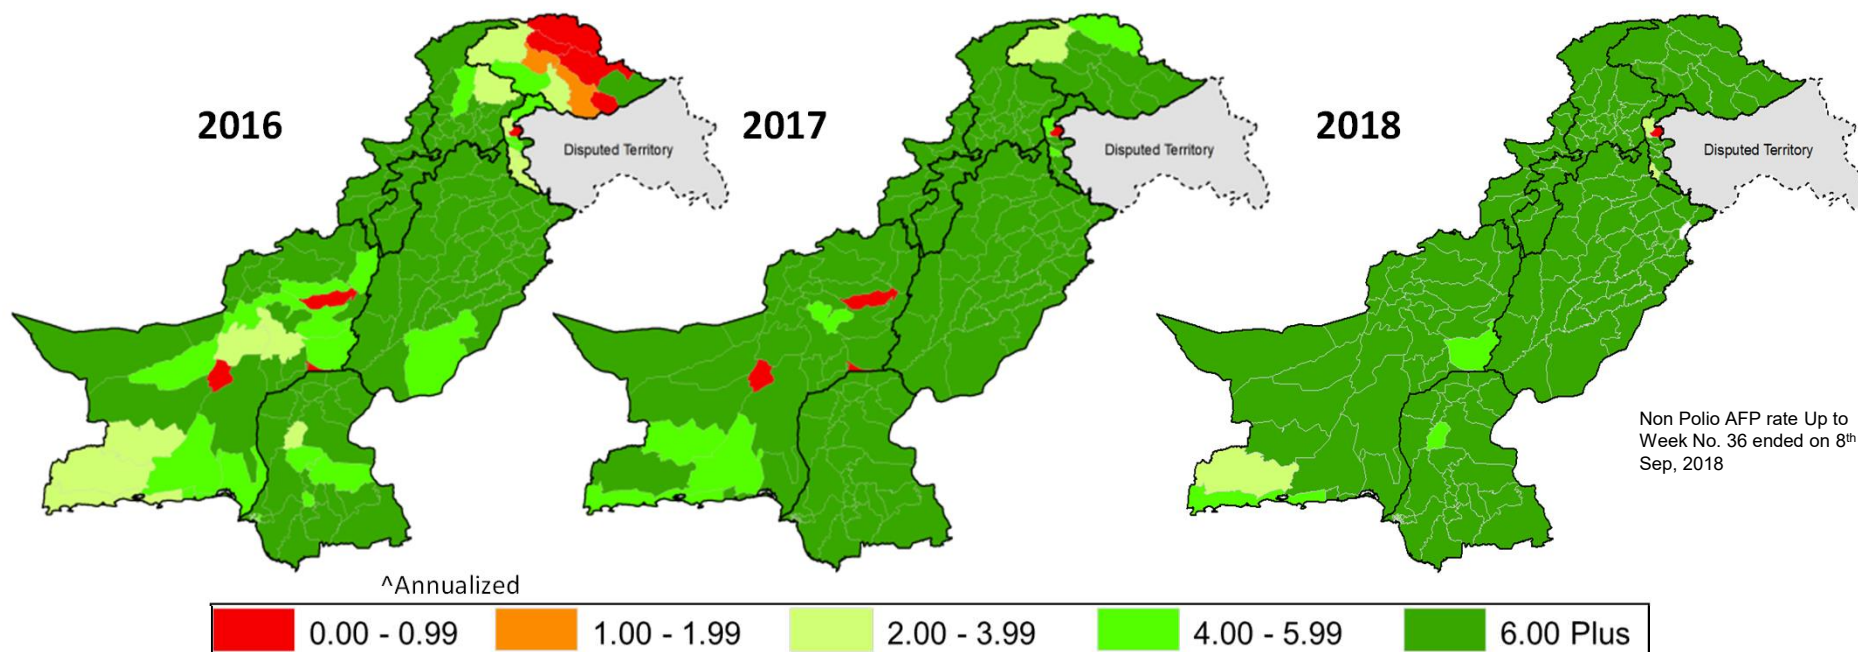 2016
2017
2018
Disputed Territory
Disputed Territory
Disputed Territory
Non Polio AFP rate Up to
Week No. 36 ended on 8th
Sep, 2018
^Annualized
0.00 - 0.99
1.00 - 1.99
2.00 - 3.99
4.00 - 5.99
6.00 Plus